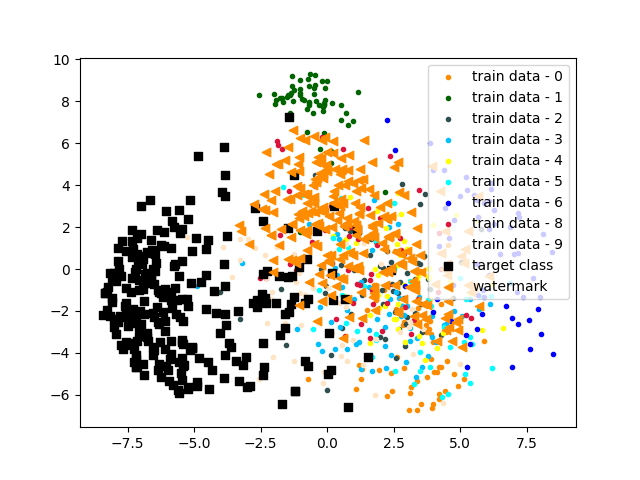 10
8
6
4
2
0
−2
−4
−6
−7.5 −5.0 −2.5 0.0 2.5 5.0 7.5
train data - 0
train data - 1
train data - 2
train data - 3
train data - 4
train data - 5
train data - 6
train data - 8
train data - 9
target class
watermark